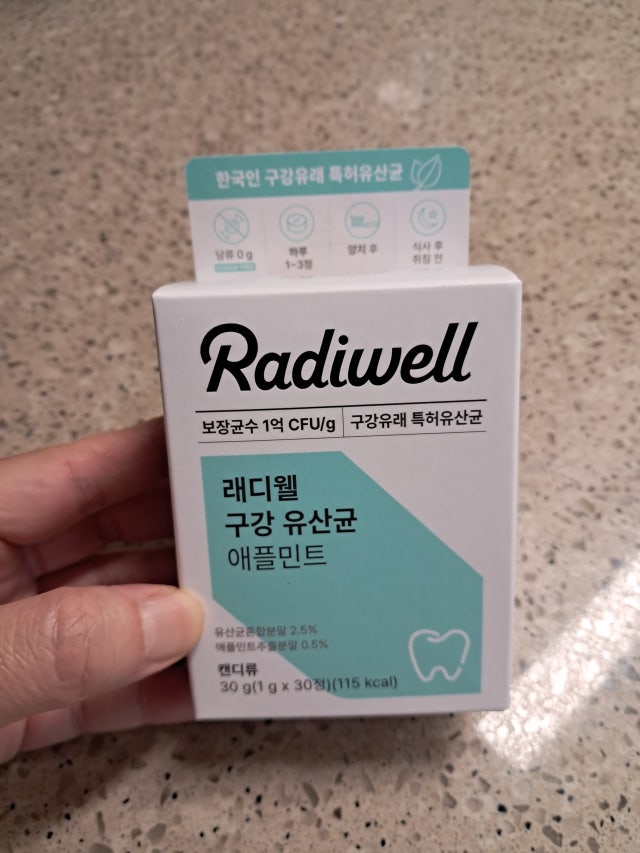 한국인 구강유래 특허유산균
당류 0 g
SUGAR FREE
하루
1~3정
양치 후
식사 후
취침 전
Radiwell
보장균수 1억 CFU/g 구강유래 특허유산균
래디웰
구강 유산균
애플민트
유산균혼합분말 2.5%
애플민트추출분말 0.5%
캔디류
30 g(1 g x 30정)(115 kcal)